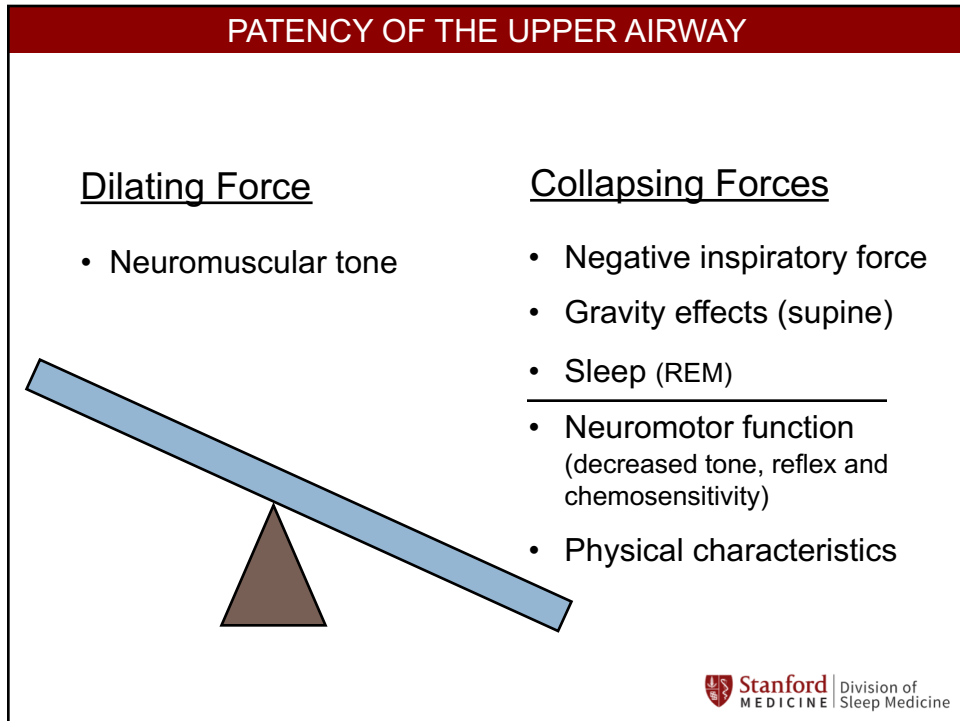 PATENCY OF THE UPPER AIRWAY
Dilating Force
• Neuromuscular tone
Collapsing Forces
• Negative inspiratory force
• Gravity effects (supine)
• Sleep (REM)
• Neuromotor function
(decreased tone, reflex and
chemosensitivity)
• Physical characteristics
Stanford
MEDICINE
Division of
Sleep Medicine